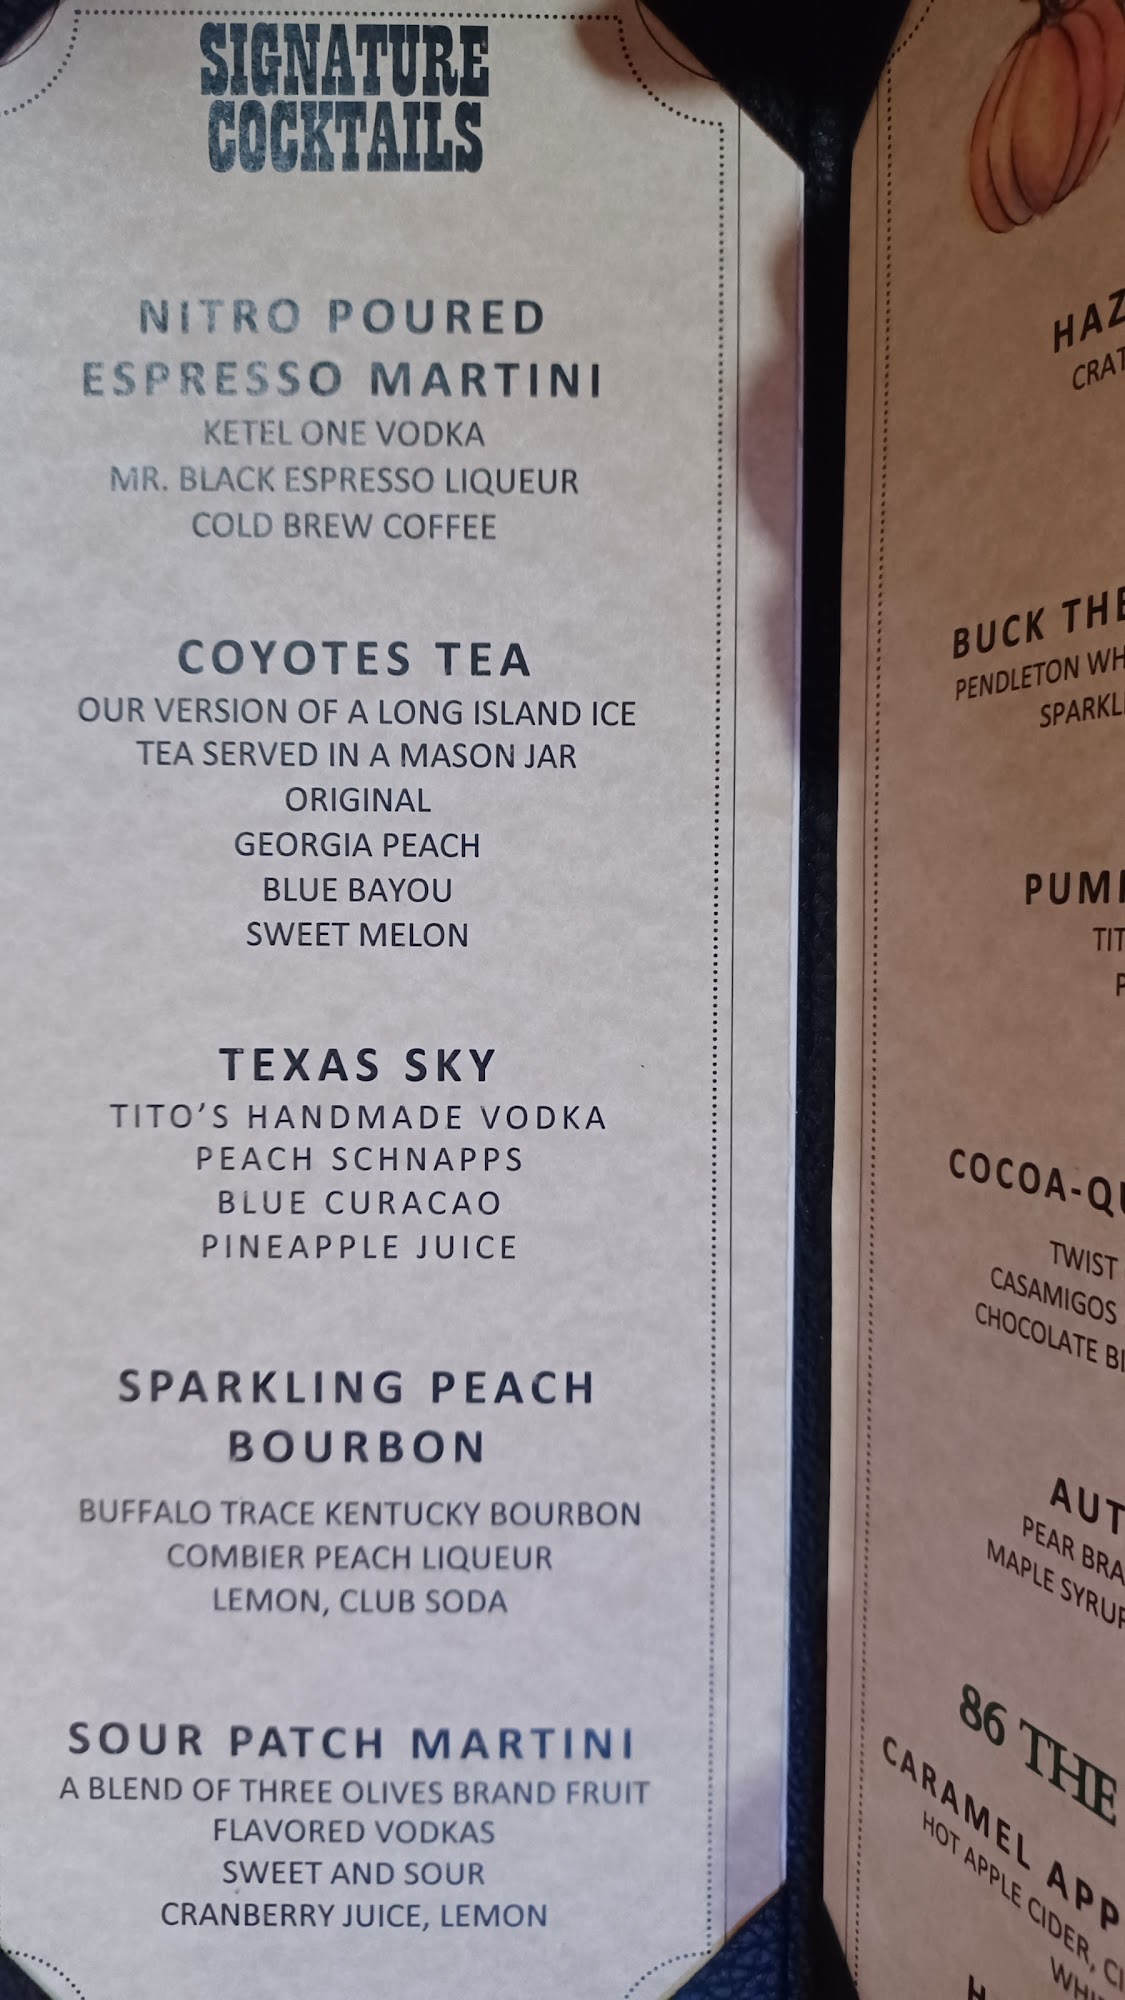 SIGNATURE
COCKTAILS
NITRO POURED
ESPRESSO MARTINI
KETEL ONE VODKA
MR. BLACK ESPRESSO LIQUEUR
COLD BREW COFFEE
COYOTES TEA
OUR VERSION OF A LONG ISLAND ICE
TEA SERVED IN A MASON JAR
ORIGINAL
GEORGIA PEACH
BLUE BAYOU
SWEET MELON
TEXAS SKY
TITO'S HANDMADE VODKA
PEACH SCHNAPPS
BLUE CURACAO
PINEAPPLE JUICE
SPARKLING PEACH
BOURBON
BUFFALO TRACE KENTUCKY BOURBON
COMBIER PEACH LIQUEUR
LEMON, CLUB SODA
SOUR PATCH MARTINI
A BLEND OF THREE OLIVES BRAND FRUIT
FLAVORED VODKAS
SWEET AND SOUR
CRANBERRY JUICE, LEMON
BUCK THE
PENDLETON
TWIST
CASAMIGOS
CHOCOLATE
PEAR
MAPLE SYRUP
86 THE
CARAMEL
HOT APPLE CIDER,